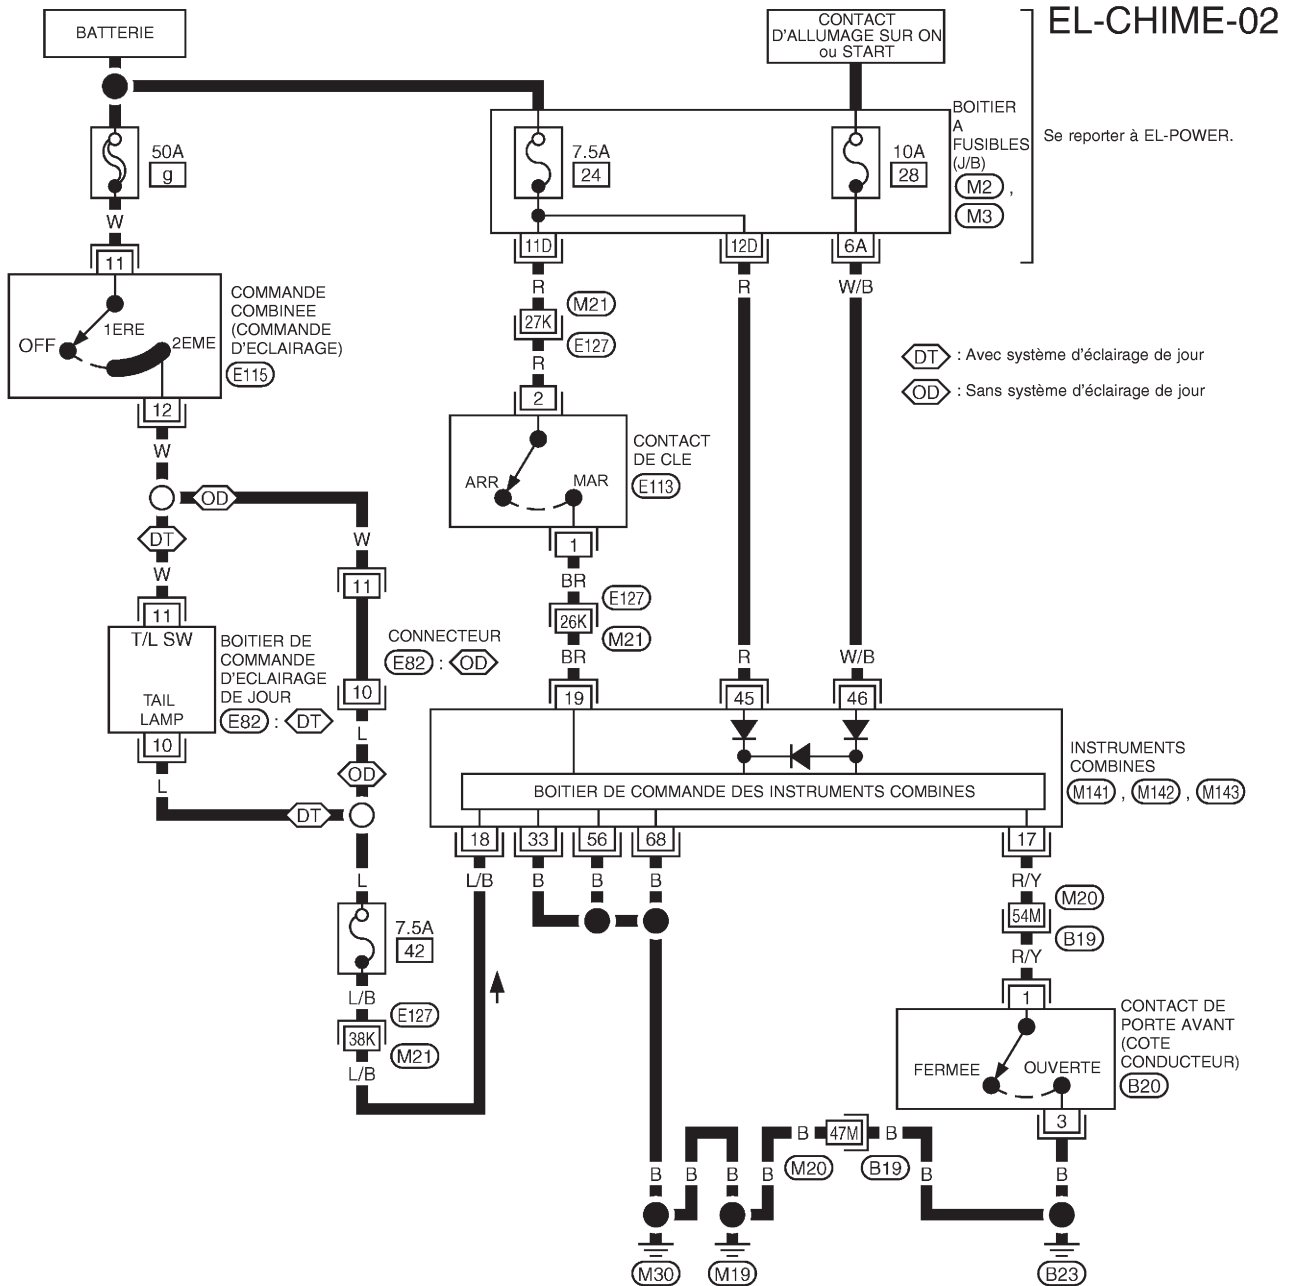 EL-CHIME-02
BATTERIE
CONTACT
D'ALLUMAGE SUR ON
ou START
BOITIER
A
FUSIBLES
(J/B)
M2 ,
M3
Se reporter à EL-POWER.
50A
g
7.5A
24
10A
28
W
11
11D
12D
6A
R
R
W/B
COMMANDE
COMBINEE
(COMMANDE
D'ECLAIRAGE)
E115
OFF
1ERE
2EME
12
M21
27K
E127
R
2
DT : Avec système d'éclairage de jour
OD : Sans système d'éclairage de jour
CONTACT
DE CLE
E113
ARR
MAR
1
W
OD
DT
W
W
11
11
BR
E127
26K
M21
BR
T/L SW
TAIL
LAMP
BOITIER DE
COMMANDE
D'ECLAIRAGE
DE JOUR
E82 : DT
CONNECTEUR
E82 : OD
10
10
L
L
OD
DT
R
W/B
19
45
46
INSTRUMENTS
COMBINES
M141 , M142 , M143
BOITIER DE COMMANDE DES INSTRUMENTS COMBINES
18
33
56
68
17
L
L/B
B
B
B
R/Y
7.5A
42
M20
54M
B19
R/Y
L/B
E127
38K
M21
L/B
1
CONTACT DE
PORTE AVANT
(COTE
CONDUCTEUR)
B20
FERMEE
OUVERTE
3
B
47M
B
M20
B19
B
B
B
B
B
B
M30
M19
B23